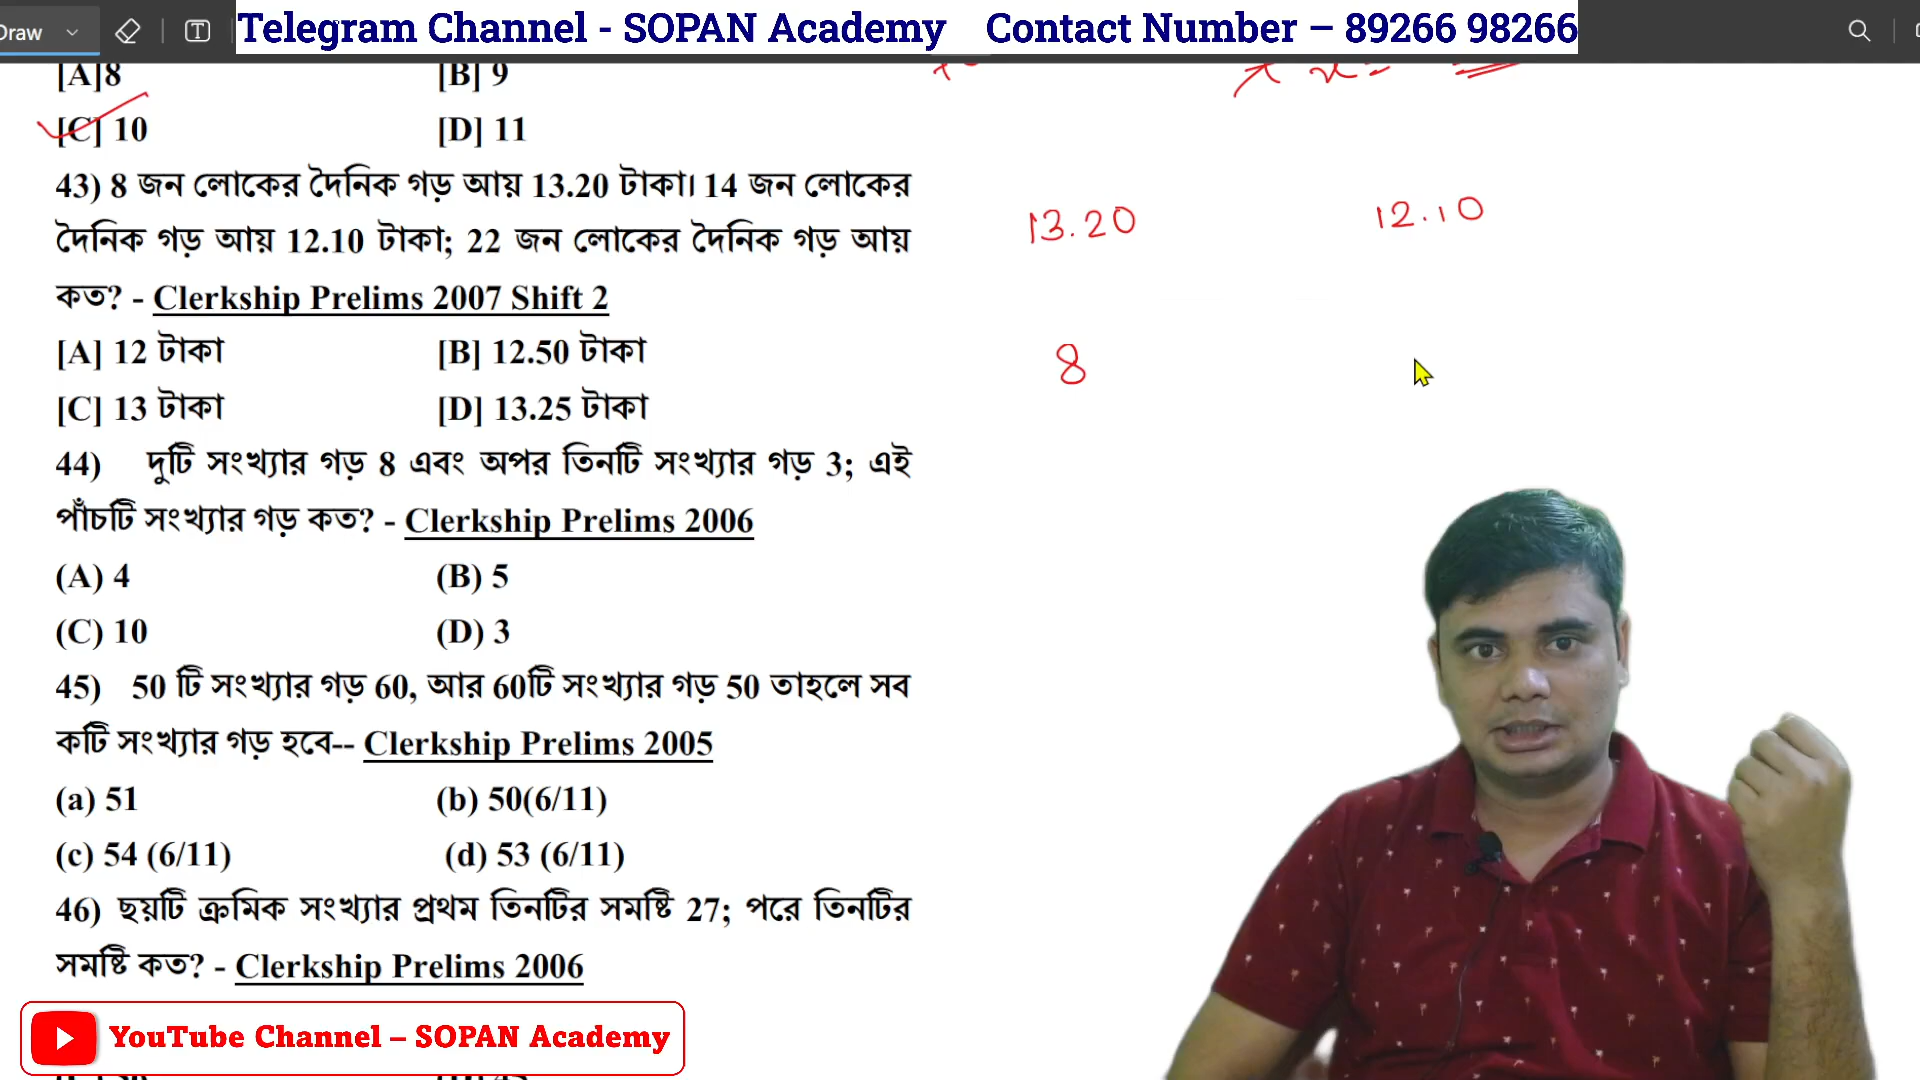 Draw
Telegram Channel - SOPAN Academy Contact Number – 89266 98266
[A]8 [B] 9
[C] 10 [D] 11
43) 8 জন লোকের দৈনিক গড় আয় 13.20 টাকা। 14 জন লোকের
দৈনিক গড় আয় 12.10 টাকা; 22 জন লোকের দৈনিক গড় আয়
কত? - Clerkship Prelims 2007 Shift 2
[A] 12 টাকা [B] 12.50 টাকা
[C] 13 টাকা [D] 13.25 টাকা
13.20 12.10
8
44) দুটি সংখ্যার গড় 8 এবং অপর তিনটি সংখ্যার গড় 3; এই
পাঁচটি সংখ্যার গড় কত? - Clerkship Prelims 2006
(A) 4 (B) 5
(C) 10 (D) 3
45) 50 টি সংখ্যার গড় 60, আর 60টি সংখ্যার গড় 50 তাহলে সব
কটি সংখ্যার গড় হবে-- Clerkship Prelims 2005
(a) 51 (b) 50(6/11)
(c) 54 (6/11) (d) 53 (6/11)
46) ছয়টি ক্রমিক সংখ্যার প্রথম তিনটির সমষ্টি 27; পরে তিনটির
সমষ্টি কত? - Clerkship Prelims 2006
YouTube Channel – SOPAN Academy